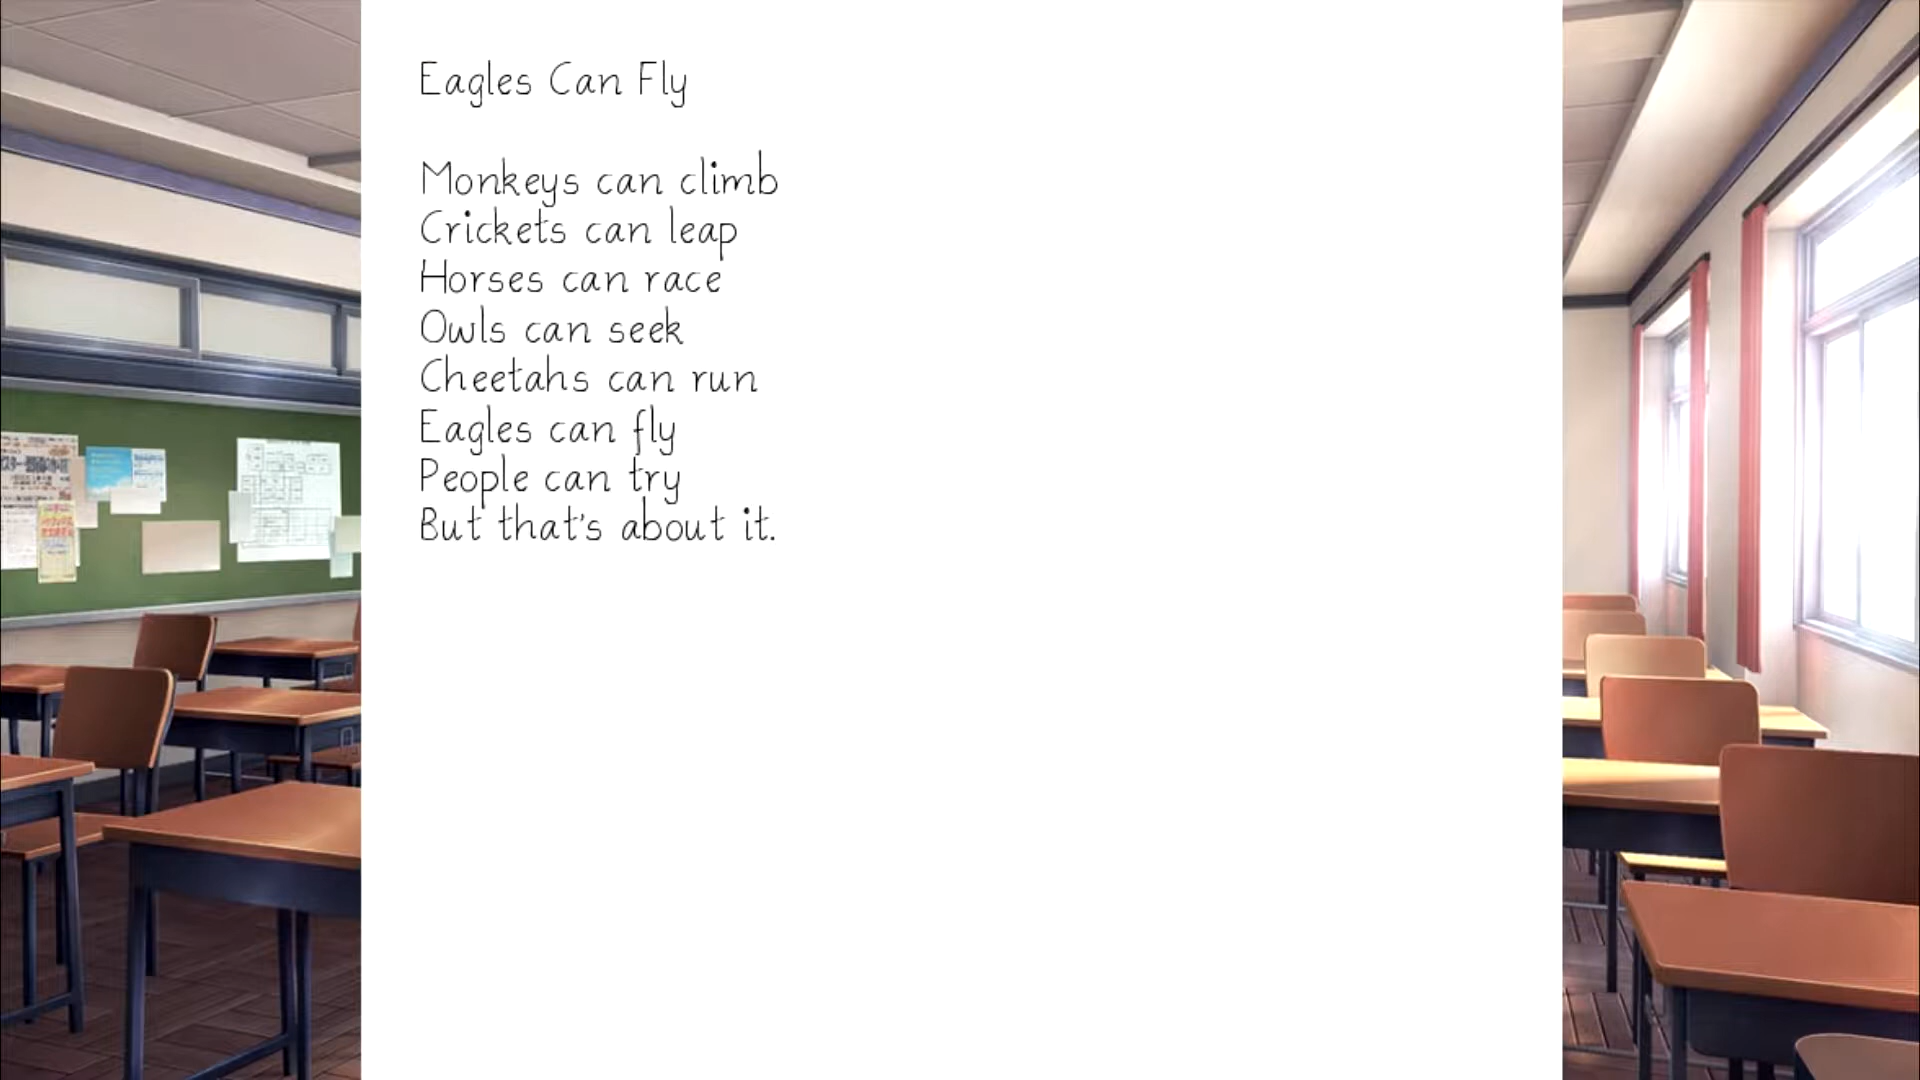 Eagles Can Fly
Monkeys can climb
Crickets can leap
Horses can race
Owls can seek
Cheetahs can run
Eagles can fly
People can try
But that's about it.